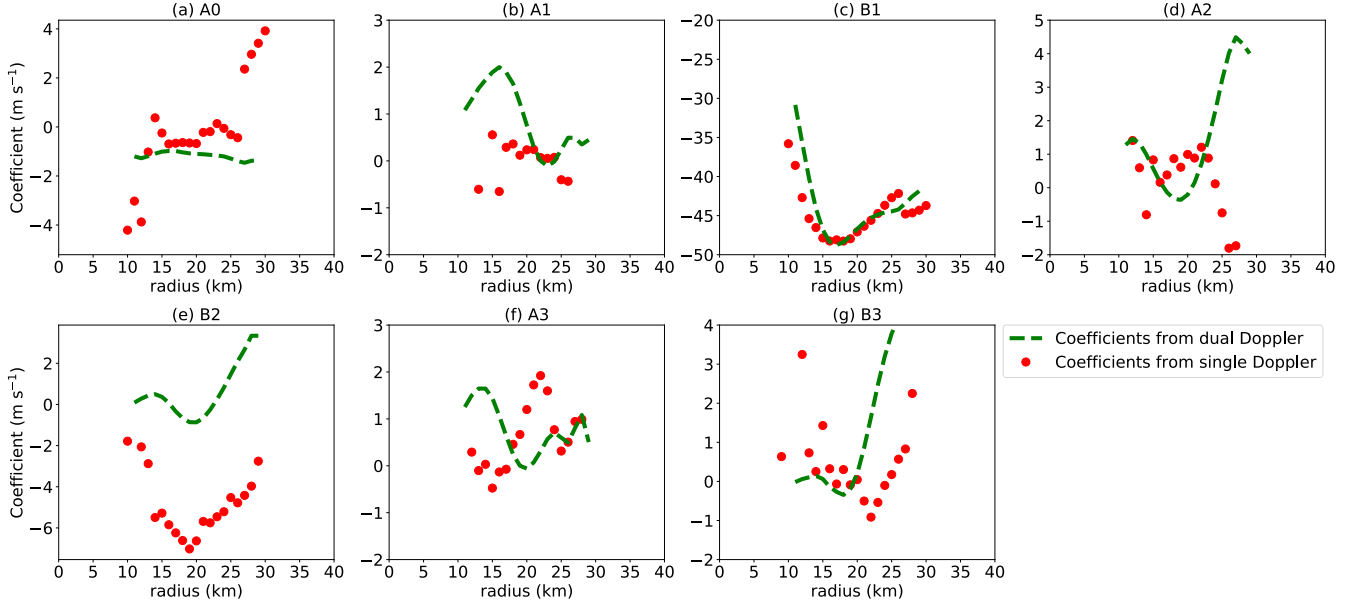 (a) A0
(b) A1
(c) B1
(d) A2
Coefficient (m s⁻¹)
4
2
0
−2
−4
0 5 10 15 20 25 30 35 40
radius (km)
3
2
1
0
−1
−2
0 5 10 15 20 25 30 35 40
radius (km)
−20
−25
−30
−35
−40
−45
−50
0 5 10 15 20 25 30 35 40
radius (km)
5
4
3
2
1
0
−1
−2
0 5 10 15 20 25 30 35 40
radius (km)
(e) B2
(f) A3
(g) B3
Coefficient (m s⁻¹)
2
0
−2
−4
−6
0 5 10 15 20 25 30 35 40
radius (km)
3
2
1
0
−1
−2
0 5 10 15 20 25 30 35 40
radius (km)
4
3
2
1
0
−1
−2
0 5 10 15 20 25 30 35 40
radius (km)
Coefficients from dual Doppler
Coefficients from single Doppler